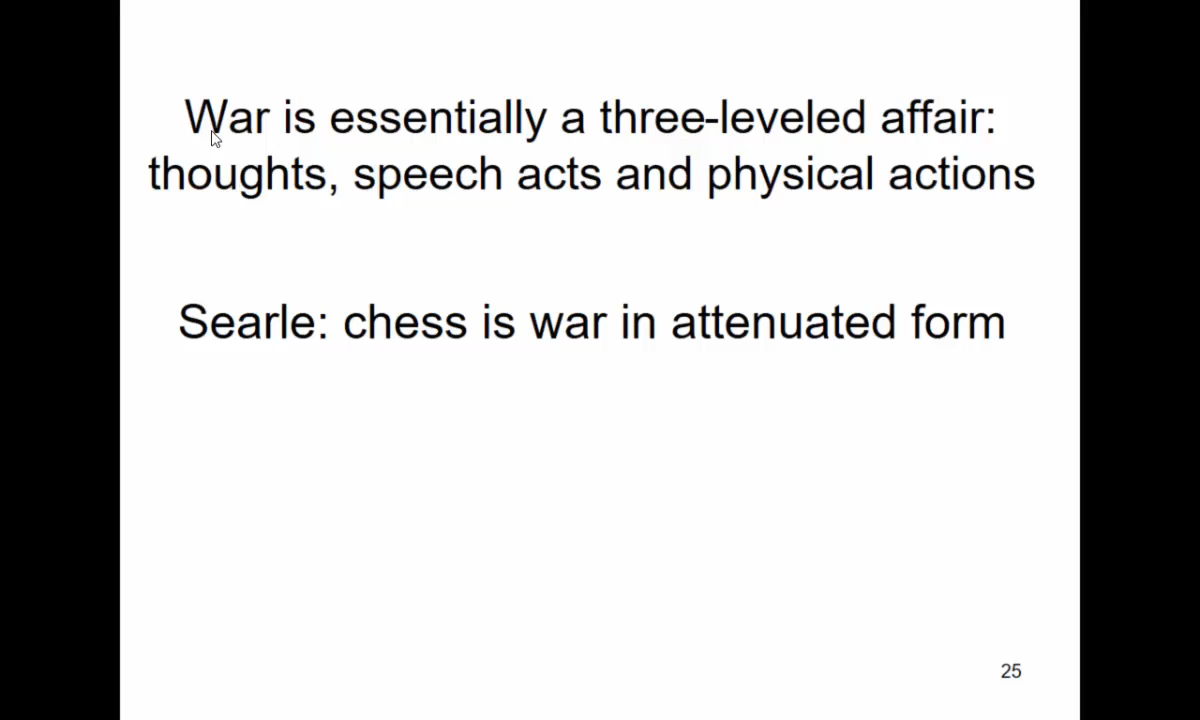 War is essentially a three-leveled affair:
thoughts, speech acts and physical actions
Searle: chess is war in attenuated form
25